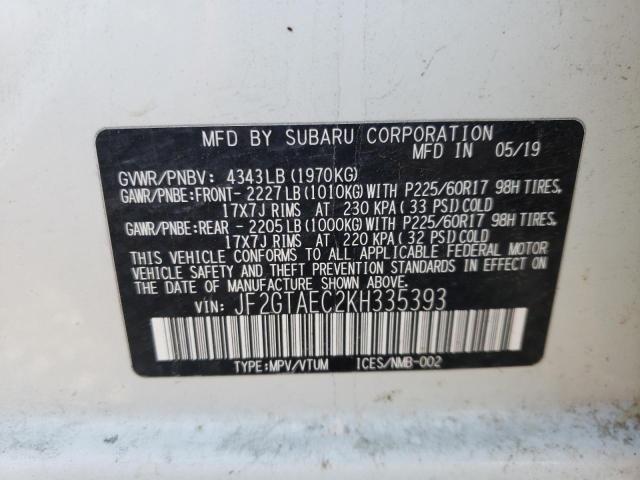 MFD BY SUBARU CORPORATION
MFD IN 05/19
GVWR/PNBV: 4343LB (1970KG)
GAWR/PNBE:FRONT- 2227LB(1010KG)WITH P225/60R17 98H TIRES,
17X7J RIMS AT 230 KPA (33 PSI)COLD
GAWR/PNBE:REAR - 2205LB(1000KG)WITH P225/60R17 98H TIRES,
17X7J RIMS AT 220 KPA (32 PSI)COLD
THIS VEHICLE CONFORMS TO ALL APPLICABLE FEDERAL MOTOR
VEHICLE SAFETY AND THEFT PREVENTION STANDARDS IN EFFECT ON
THE DATE OF MANUFACTURE SHOWN ABOVE.
VIN: JF2GTAEC2KH335393
TYPE:MPV/VTUM ICES/NMB-002